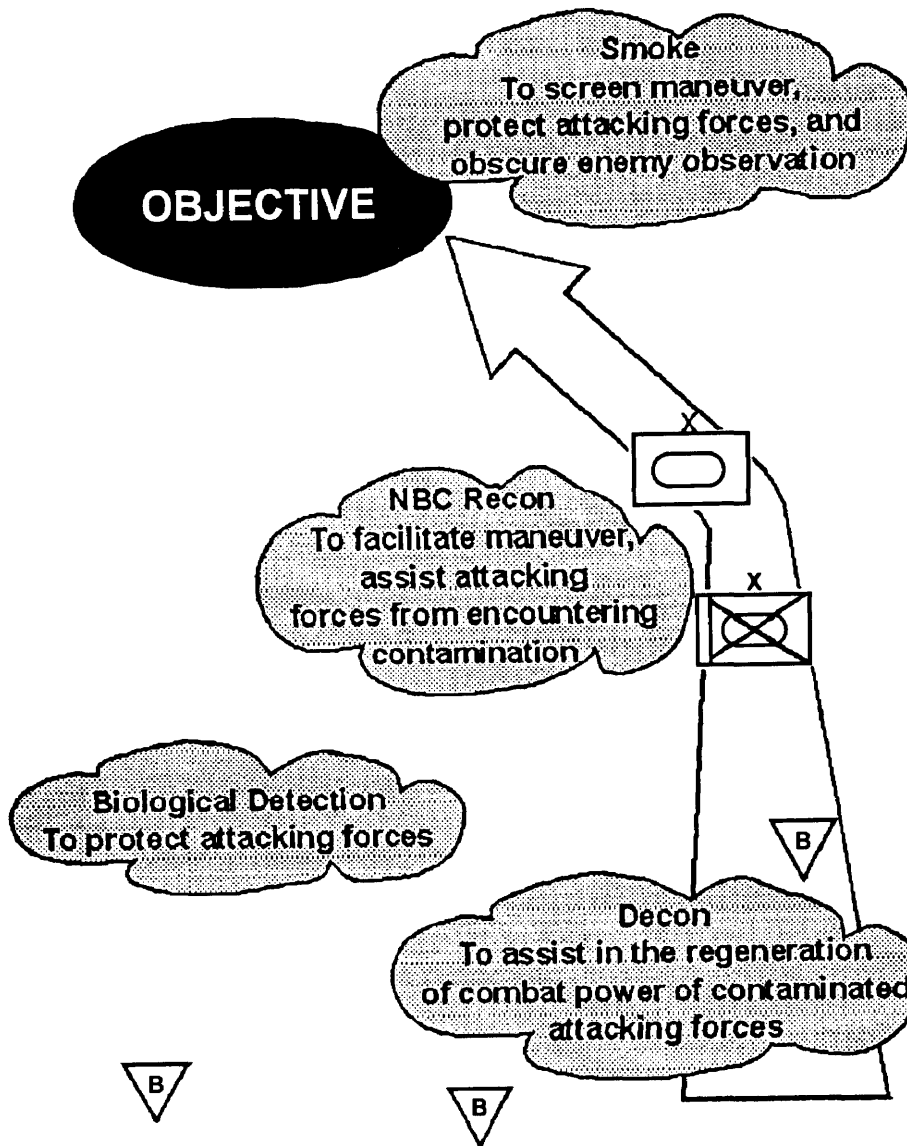 Smoke
To screen maneuver,
protect attacking forces, and
obscure enemy observation
OBJECTIVE
X
NBC Recon
To facilitate maneuver,
assist attacking
forces from encountering
contamination
X
Biological Detection
To protect attacking forces
B
Decon
To assist in the regeneration
of combat power of contaminated
attacking forces
B
B